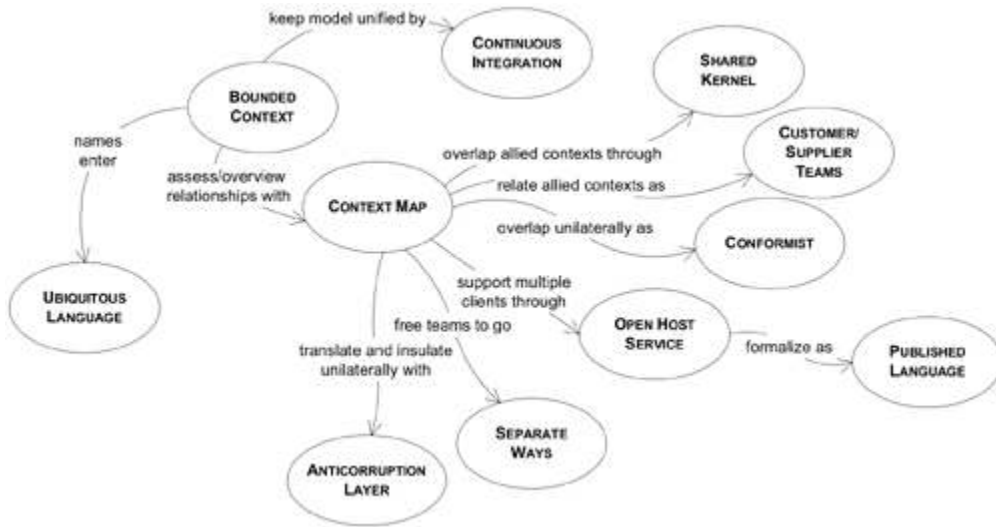 keep model unified by
CONTINUOUS
INTEGRATION
SHARED
KERNEL
BOUNDED
CONTEXT
names
enter
overlap allied contexts through
CUSTOMER/
SUPPLIER
TEAMS
assess/overview
relationships with
relate allied contexts as
CONTEXT MAP
overlap unilaterally as
CONFORMIST
UBIQUITOUS
LANGUAGE
support multiple
clients through
free teams to go
OPEN HOST
SERVICE
formalize as
PUBLISHED
LANGUAGE
translate and insulate
unilaterally with
SEPARATE
WAYS
ANTICORRUPTION
LAYER